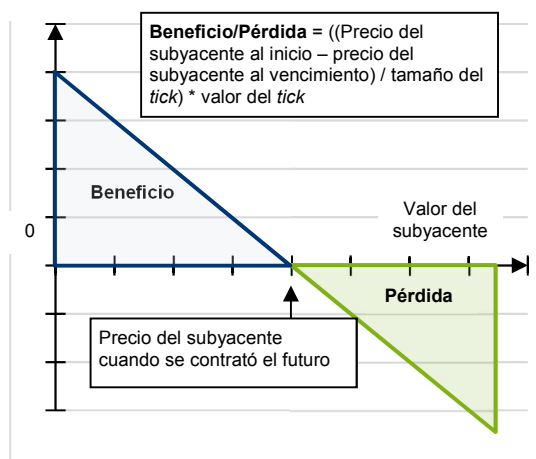 Beneficio/Pérdida = ((Precio del
subyacente al inicio – precio del
subyacente al vencimiento) / tamaño del
tick) * valor del tick
Beneficio
Valor del
subyacente
0
Pérdida
Precio del subyacente
cuando se contrató el futuro